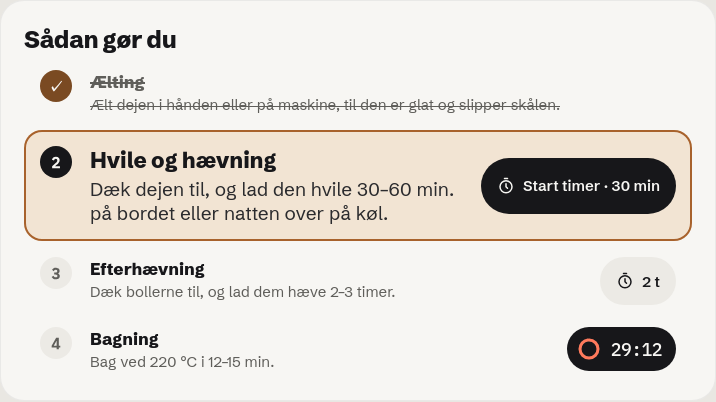 Sådan gør du
✓ Ælting
Ælt dejen i hånden eller på maskine, til den er glat og slipper skålen.
2 Hvile og hævning
Dæk dejen til, og lad den hvile 30–60 min.
på bordet eller natten over på køl.
Start timer · 30 min
3 Efterhævning
Dæk bollerne til, og lad dem hæve 2–3 timer.
2 t
4 Bagning
Bag ved 220 °C i 12–15 min.
29:12